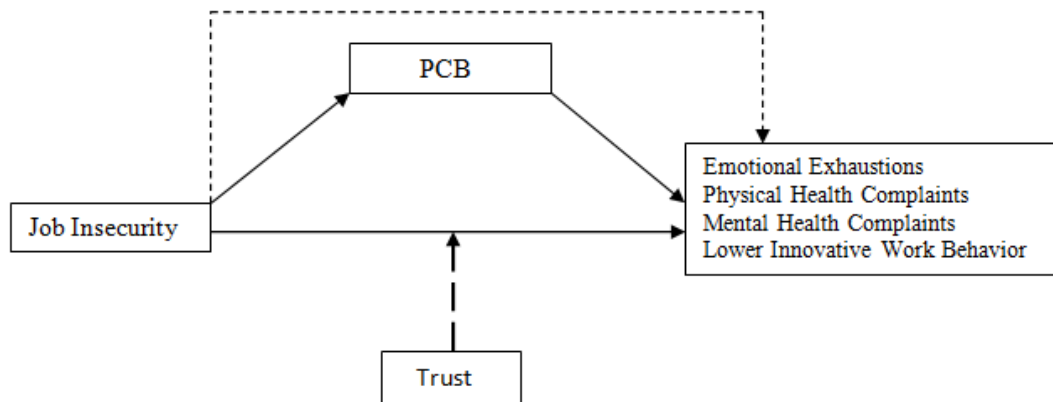 PCB
Emotional Exhaustions
Physical Health Complaints
Mental Health Complaints
Lower Innovative Work Behavior
Job Insecurity
Trust